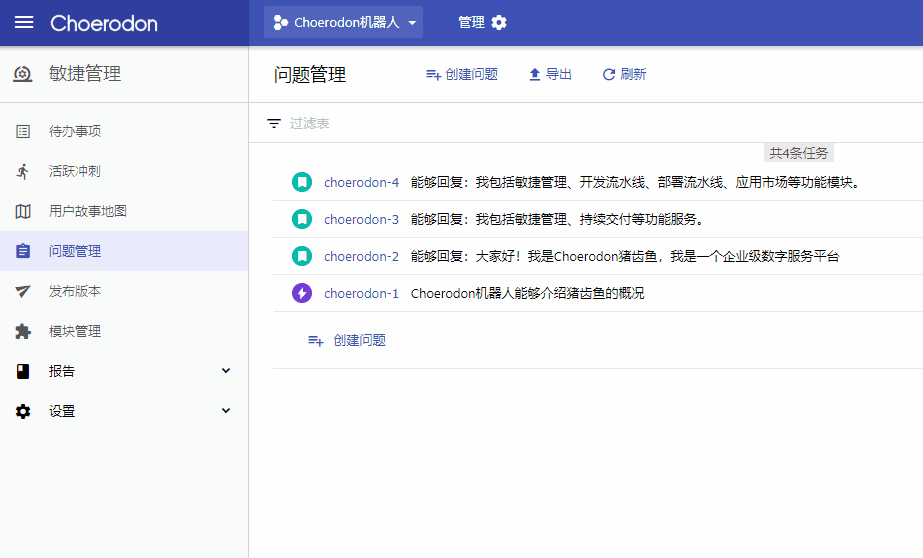 Choerodon
Choerodon机器人
管理
敏捷管理
待办事项
活跃冲刺
用户故事地图
问题管理
发布版本
模块管理
报告
设置
问题管理
创建问题
导出
刷新
过滤表
共4条任务
choerodon-4 能够回复：我包括敏捷管理、开发流水线、部署流水线、应用市场等功能模块。
choerodon-3 能够回复：我包括敏捷管理、持续交付等功能服务。
choerodon-2 能够回复：大家好！我是Choerodon猪齿鱼，我是一个企业级数字服务平台
choerodon-1 Choerodon机器人能够介绍猪齿鱼的概况
创建问题